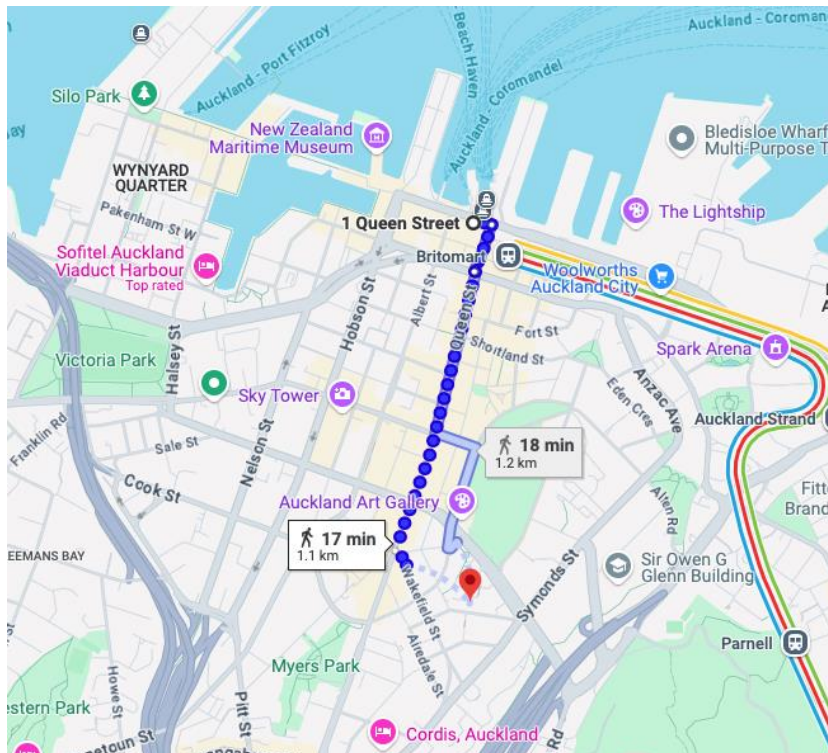 Auckland - Port Fitzroy
Beach Haven
Auckland - Coromandel
Auckland - Coroman
Silo Park
New Zealand
Maritime Museum
Bledisloe Wharf
Multi-Purpose T
WYNYARD
QUARTER
Pakenham St W
1 Queen Street
The Lightship
Sofitel Auckland
Viaduct Harbour
Top rated
Britomart
Woolworths
Auckland City
Hobson St
Albert St
Queen St
Fort St
Shortland St
Halsey St
Victoria Park
Spark Arena
Anzac Ave
Eden Cres
Sky Tower
Auckland Strand
Franklin Rd
Nelson St
Sale St
18 min
1.2 km
Cook St
Auckland Art Gallery
Allen Rd
17 min
1.1 km
EEMANS BAY
Symonds St
Sir Owen G
Glenn Building
Wakefield St
Airedale St
Parnell
Myers Park
Howe St
Pitt St
Cordis, Auckland
Rd